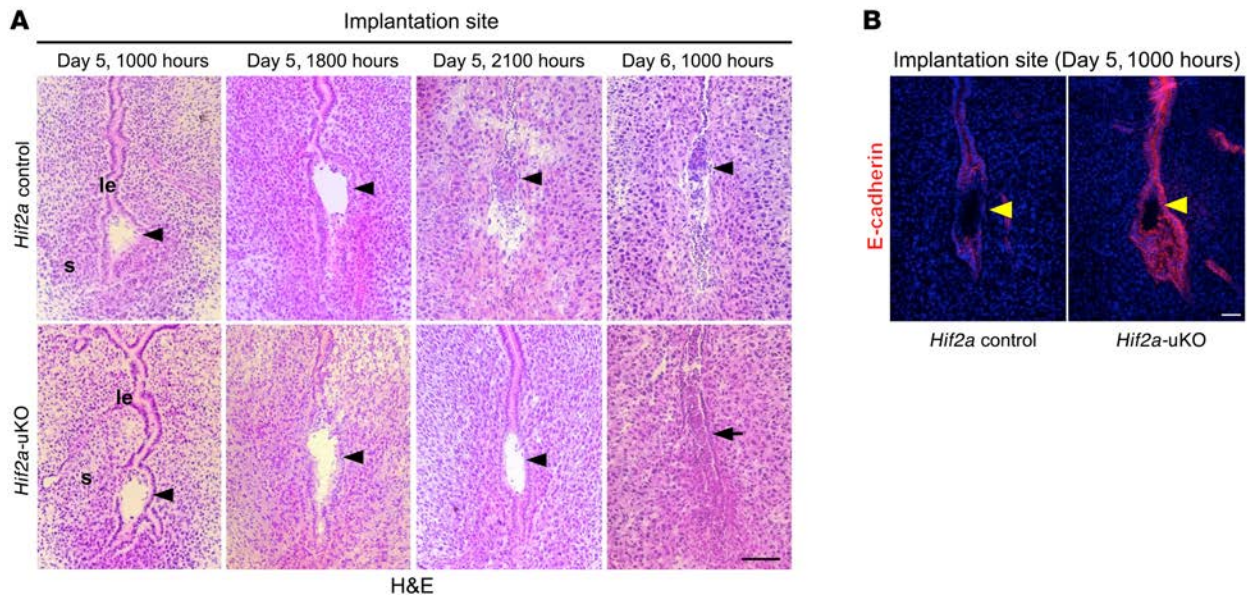 A
Implantation site
Day 5, 1000 hours
Day 5, 1800 hours
Day 5, 2100 hours
Day 6, 1000 hours
Hif2a control
le
s
Hif2a-uKO
le
s
H&E
B
Implantation site (Day 5, 1000 hours)
E-cadherin
Hif2a control
Hif2a-uKO